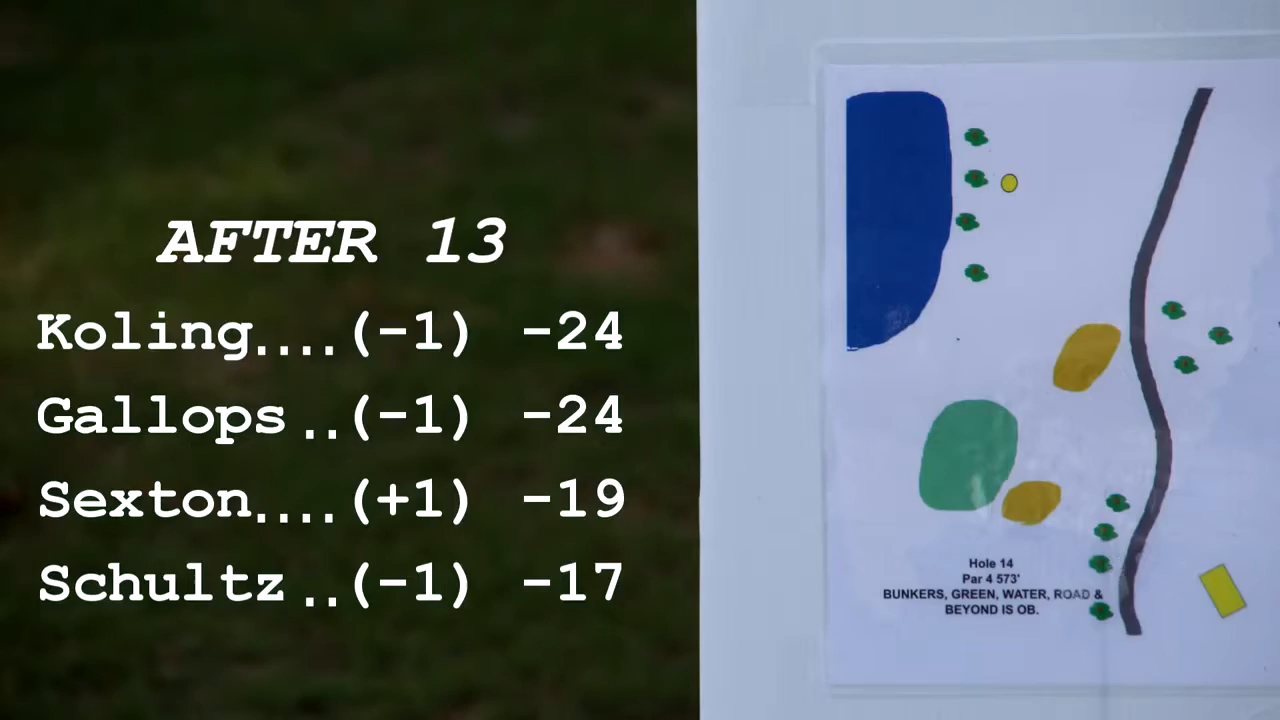 AFTER 13
Koling....(-1) -24
Gallops ..(-1) -24
Sexton....(+1) -19
Schultz ..(-1) -17
Hole 14
Par 4 573'
BUNKERS, GREEN, WATER, ROAD &
BEYOND IS OB.